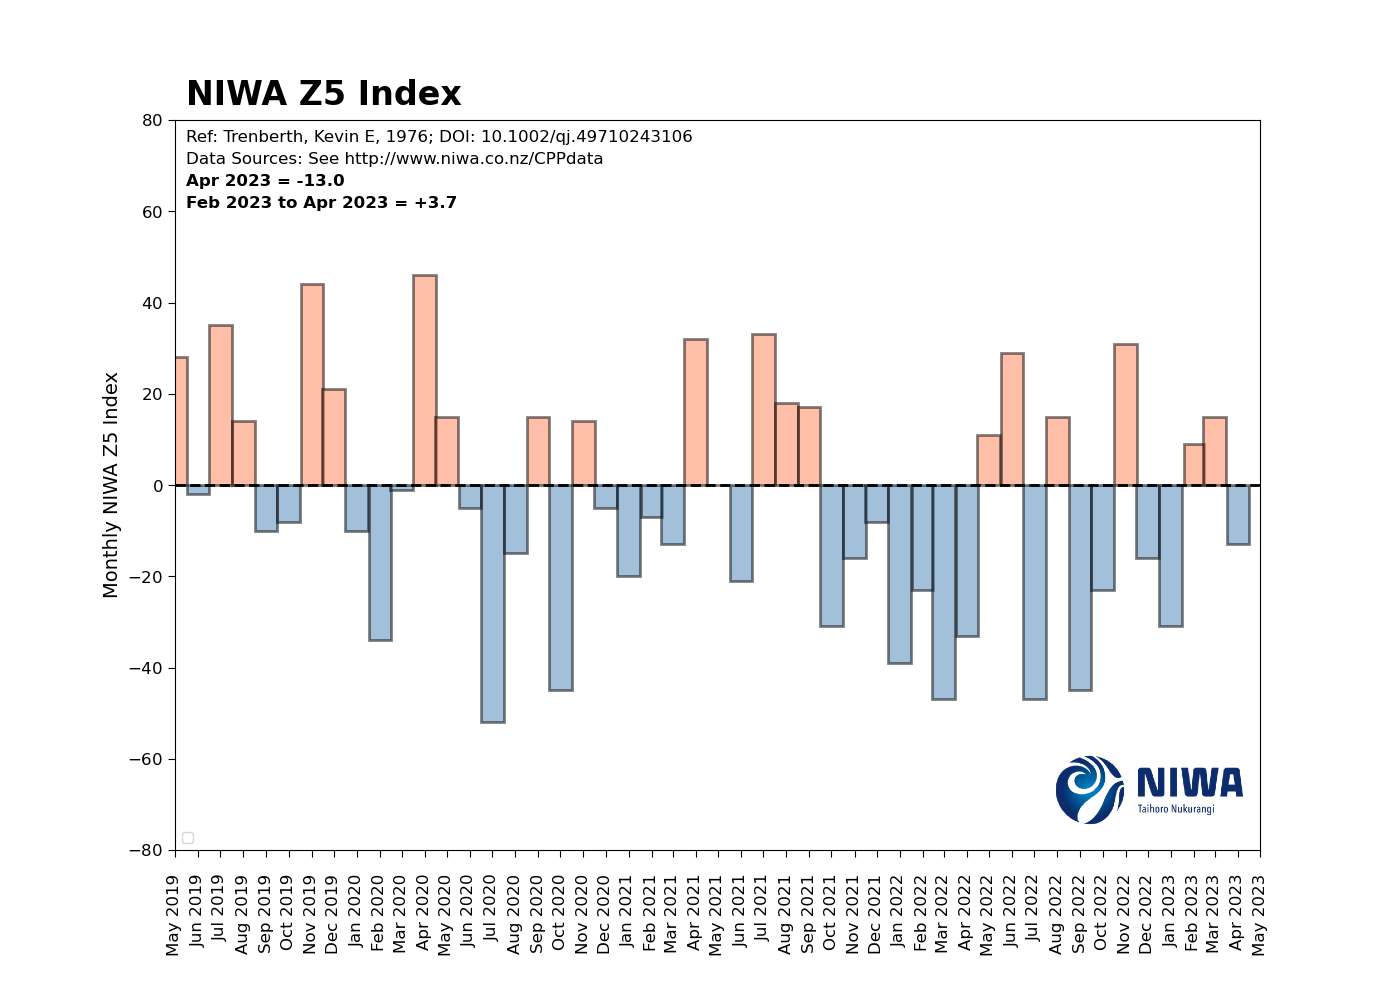 NIWA Z5 Index
Ref: Trenberth, Kevin E, 1976; DOI: 10.1002/qj.49710243106
Data Sources: See http://www.niwa.co.nz/CPPdata
Apr 2023 = -13.0
Feb 2023 to Apr 2023 = +3.7
Monthly NIWA Z5 Index
80
60
40
20
0
−20
−40
−60
−80
NIWA
Taihoro Nukurangi
May 2019
Jun 2019
Jul 2019
Aug 2019
Sep 2019
Oct 2019
Nov 2019
Dec 2019
Jan 2020
Feb 2020
Mar 2020
Apr 2020
May 2020
Jun 2020
Jul 2020
Aug 2020
Sep 2020
Oct 2020
Nov 2020
Dec 2020
Jan 2021
Feb 2021
Mar 2021
Apr 2021
May 2021
Jun 2021
Jul 2021
Aug 2021
Sep 2021
Oct 2021
Nov 2021
Dec 2021
Jan 2022
Feb 2022
Mar 2022
Apr 2022
May 2022
Jun 2022
Jul 2022
Aug 2022
Sep 2022
Oct 2022
Nov 2022
Dec 2022
Jan 2023
Feb 2023
Mar 2023
Apr 2023
May 2023